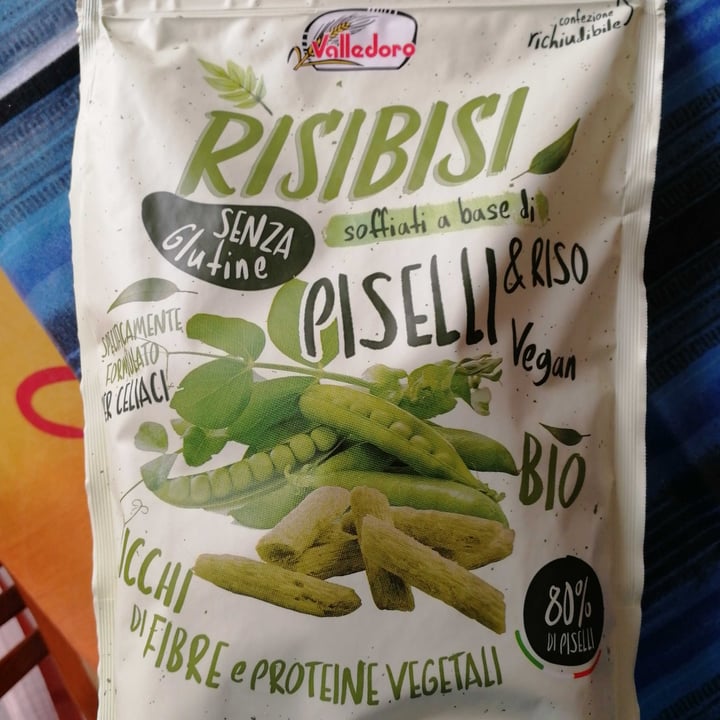 Valledoro
confezione
richiudibile
RISIBISI
SENZA
Glutine
soffiati a base di
PISELLI
& RISO
Vegan
FORMULATO
CELIACI
BIO
DI FIBRE e PROTEINE VEGETALI
80%
DI PISELLI